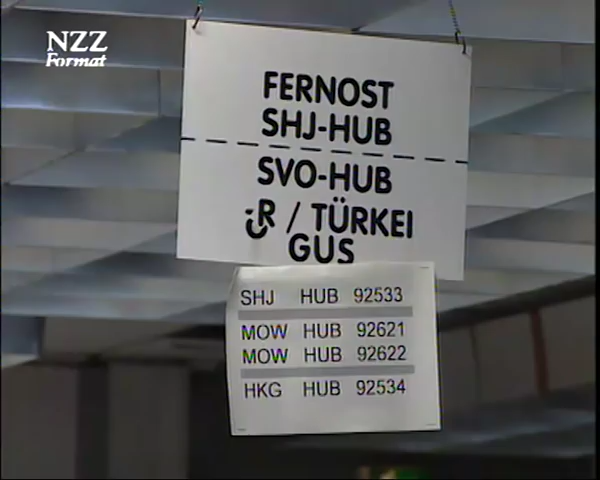 NZZ
Format
FERNOST
SHJ-HUB
SVO-HUB
/ TÜRKEI
GUS
SHJ HUB 92533
MOW HUB 92621
MOW HUB 92622
HKG HUB 92534